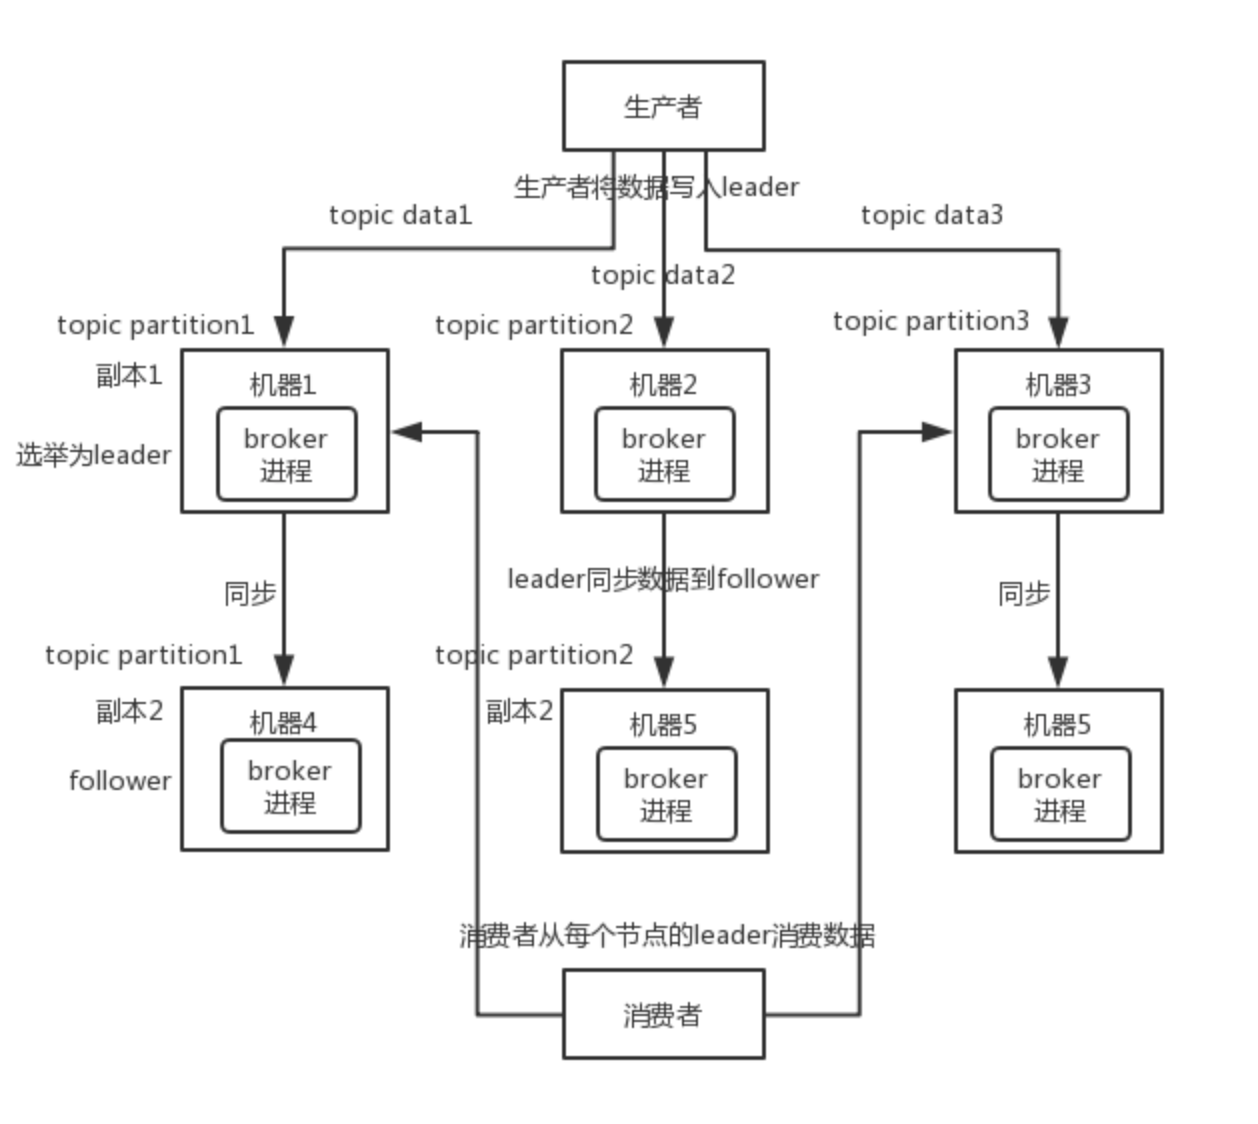 生产者
生产者将数据写入leader
topic data1
topic data3
topic data2
topic partition1
topic partition2
topic partition3
副本1
机器1
机器2
机器3
选举为leader
broker
进程
broker
进程
broker
进程
同步
leader同步数据到follower
同步
topic partition1
topic partition2
副本2
机器4
副本2
机器5
机器5
follower
broker
进程
broker
进程
broker
进程
消费者从每个节点的leader消费数据
消费者